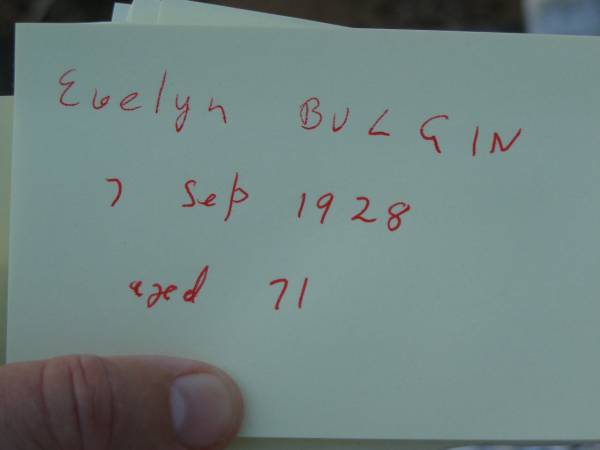 Evelyn BULGIN
7 Sep 1928
aged 71